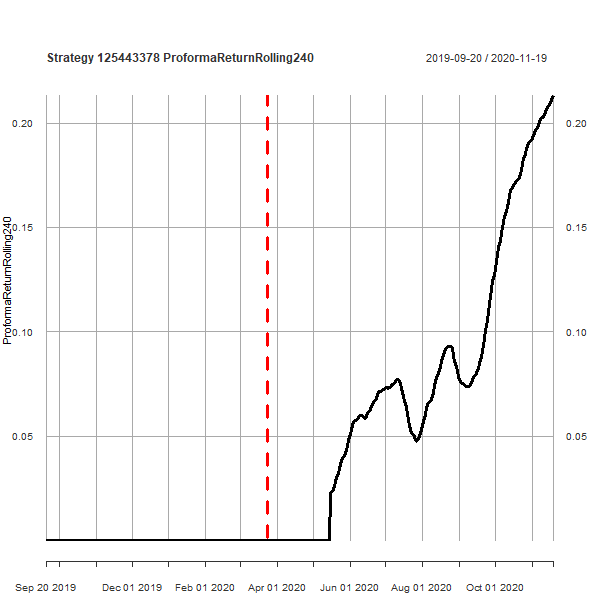 Strategy 125443378 ProformaReturnRolling240
2019-09-20 / 2020-11-19
ProformaReturnRolling240
0.20
0.15
0.10
0.05
0.20
0.15
0.10
0.05
Sep 20 2019
Dec 01 2019
Feb 01 2020
Apr 01 2020
Jun 01 2020
Aug 01 2020
Oct 01 2020